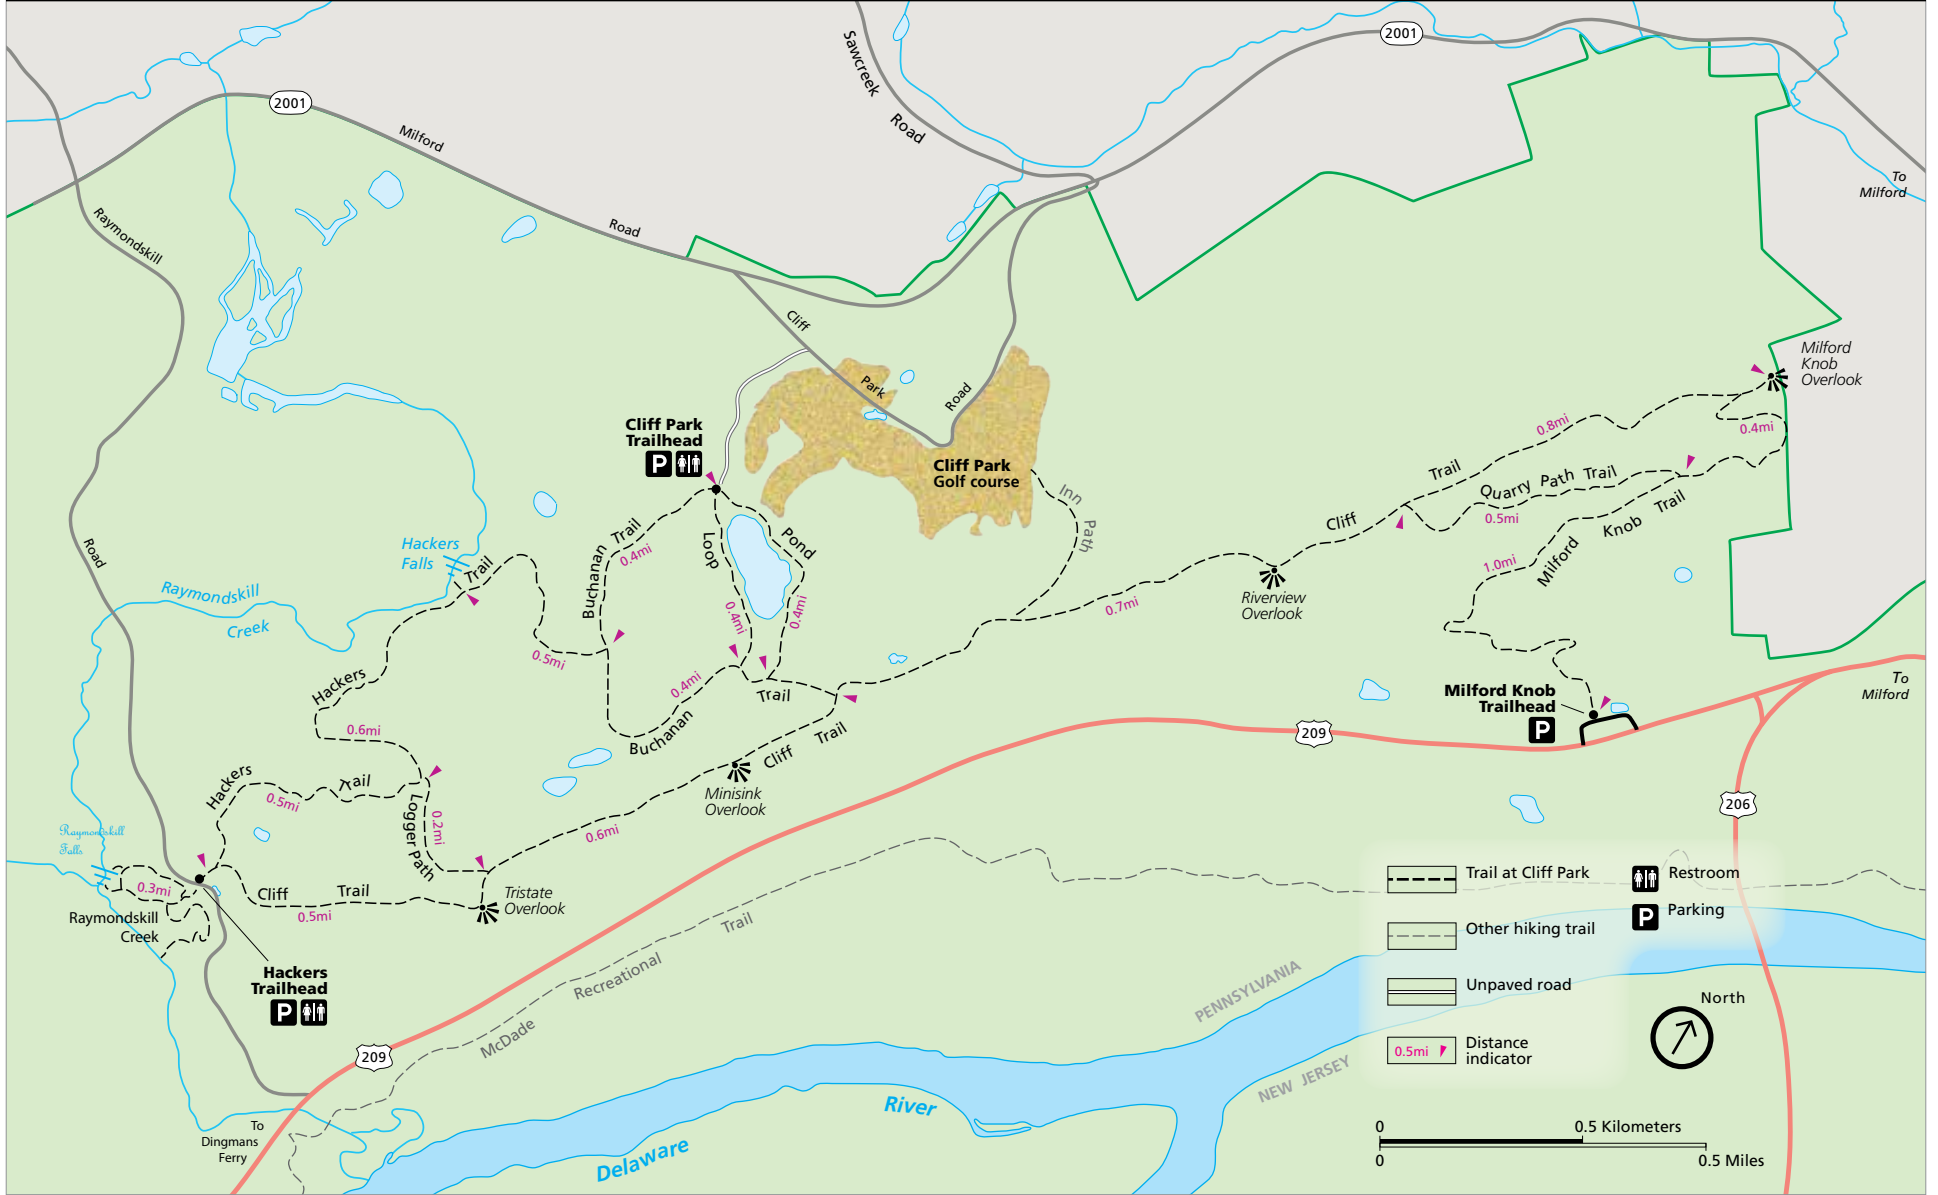 2001
Sawcreek
Road
2001
Milford
Road
To
Milford
Raymondskill
Road
Cliff
Park
Road
Milford
Knob
Overlook
0.8mi
0.4mi
Cliff Park
Trailhead
P
Cliff Park
Golf course
Inn
Path
Trail
Quarry Path Trail
0.5mi
Cliff
Knob Trail
Milford
1.0mi
Hackers
Falls
Trail
Buchanan Trail
0.4mi
Loop
Pond
0.4mi
0.4mi
Raymondskill
Creek
0.5mi
0.7mi
Riverview
Overlook
Hackers
0.6mi
0.4mi
Buchanan
Trail
Cliff Trail
Milford Knob
Trailhead
P
To
Milford
209
206
Minisink
Overlook
Hackers Trail
0.5mi
Logger Path
0.2mi
0.6mi
Raymondskill
Falls
0.3mi
Cliff Trail
0.5mi
Tristate
Overlook
Raymondskill
Creek
Hackers
Trailhead
P
209
McDade
Recreational
Trail
To
Dingmans
Ferry
PENNSYLVANIA
NEW JERSEY
Delaware
River
Trail at Cliff Park
Restroom
P
Parking
Other hiking trail
Unpaved road
0.5mi
Distance
indicator
North
0
0.5 Kilometers
0
0.5 Miles